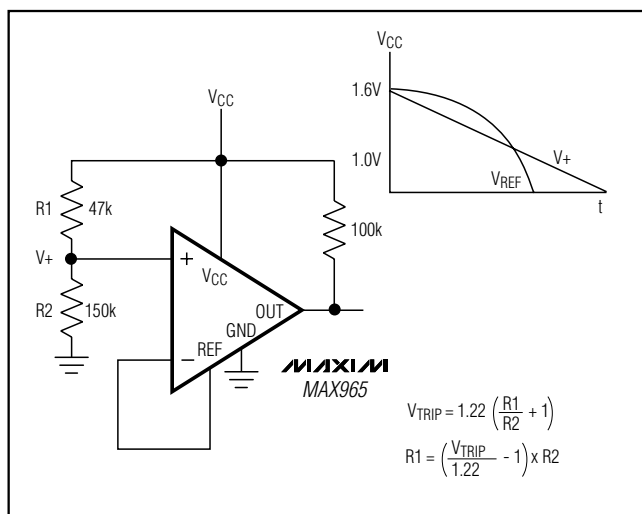 VCC
1.6V
1.0V
V+
VREF
t
VCC
R1 47k
V+
R2 150k
100k
+
VCC
OUT
GND
REF
−
MAXIM
MAX965
VTRIP = 1.22 (R1/R2 + 1)
R1 = (VTRIP/1.22 - 1) x R2